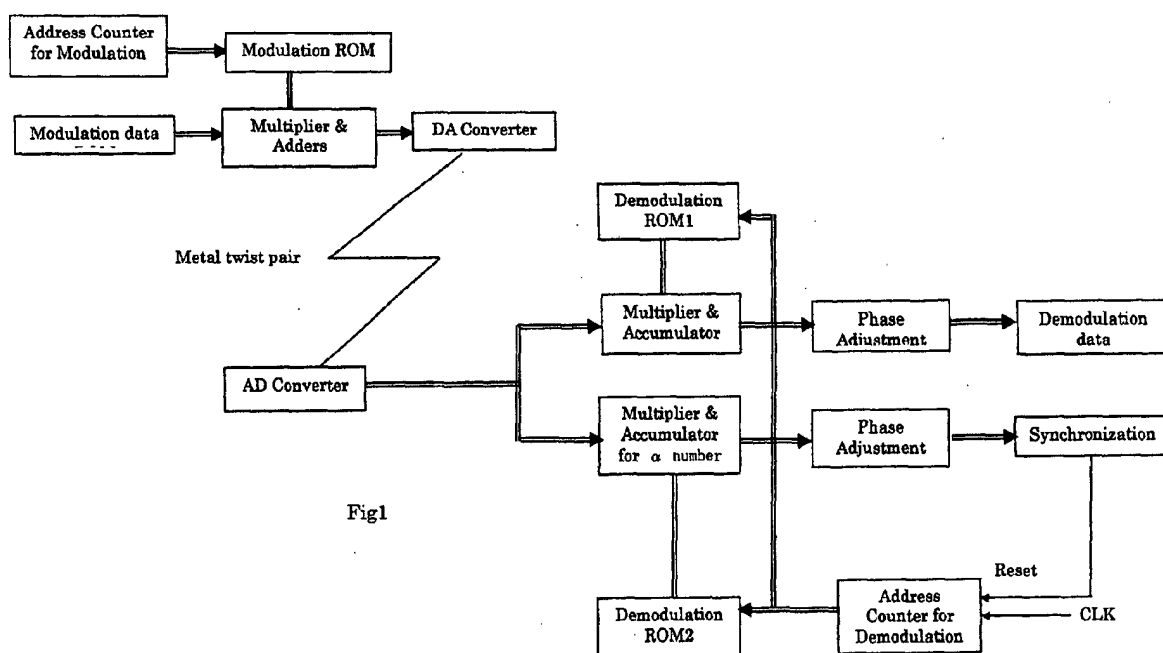 Address Counter
for Modulation
Modulation ROM
Modulation data
Multiplier &
Adders
DA Converter
Metal twist pair
Demodulation
ROM1
Multiplier &
Accumulator
Phase
Adjustment
Demodulation
data
AD Converter
Multiplier &
Accumulator
for α number
Phase
Adjustment
Synchronization
Fig1
Reset
Demodulation
ROM2
Address
Counter for
Demodulation
CLK